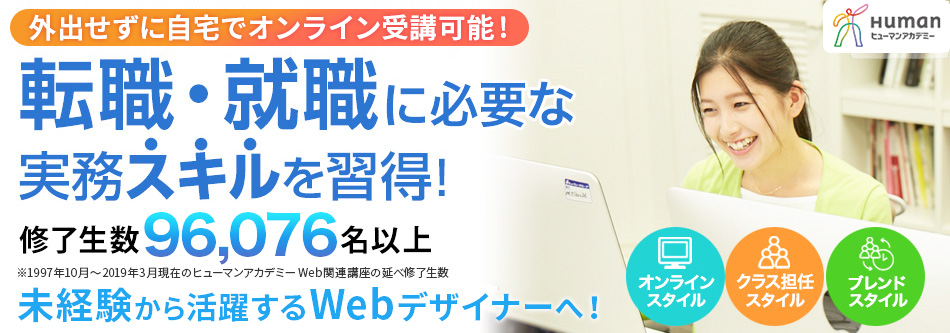 外出せずに自宅でオンライン受講可能!
Human
ヒューマンアカデミー
転職・就職に必要な
実務スキルを習得!
修了生数96,076名以上
※1997年10月~2019年3月現在のヒューマンアカデミー Web関連講座の延べ修了生数
未経験から活躍するWebデザイナーへ!
オンライン
スタイル
クラス担任
スタイル
ブレンド
スタイル